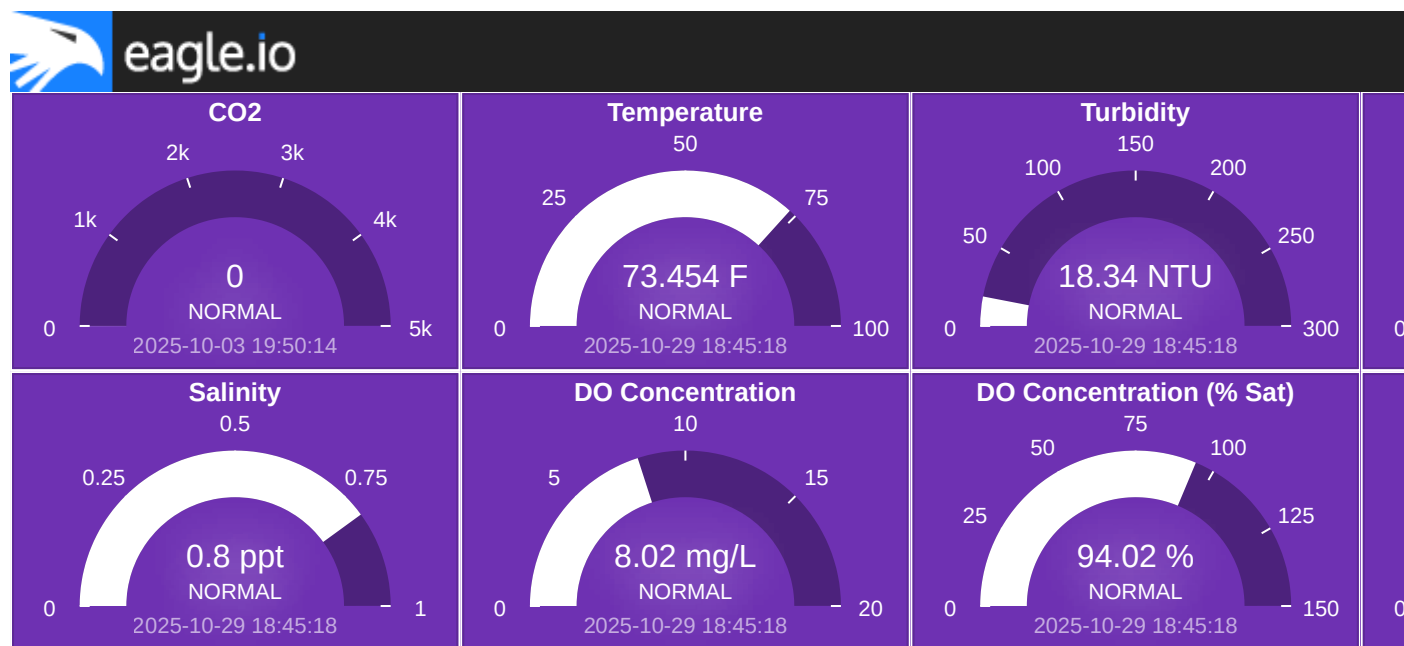 eagle.io
CO2
0
1k
2k
3k
4k
5k
0
NORMAL
2025-10-03 19:50:14
Temperature
0
25
50
75
100
73.454 F
NORMAL
2025-10-29 18:45:18
Turbidity
0
50
100
150
200
250
300
18.34 NTU
NORMAL
2025-10-29 18:45:18
Salinity
0
0.25
0.5
0.75
1
0.8 ppt
NORMAL
2025-10-29 18:45:18
DO Concentration
0
5
10
15
20
8.02 mg/L
NORMAL
2025-10-29 18:45:18
DO Concentration (% Sat)
0
25
50
75
100
125
150
94.02 %
NORMAL
2025-10-29 18:45:18